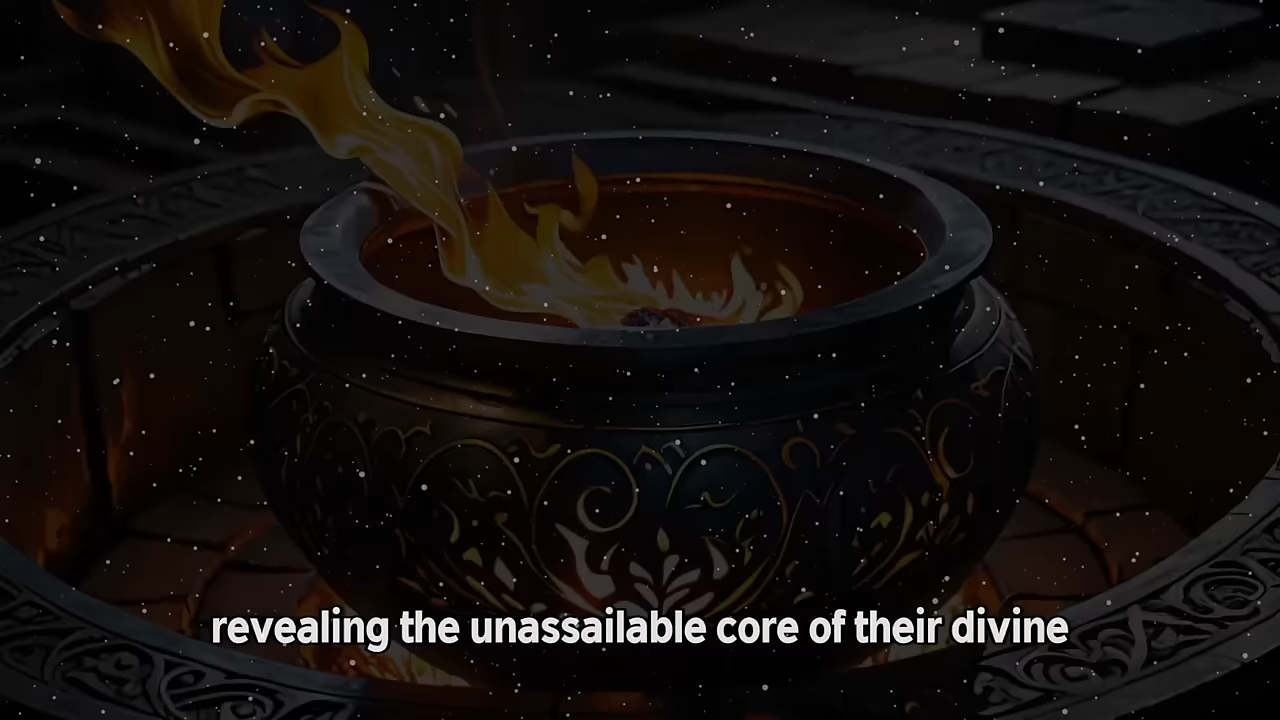 revealing the unassailable core of their divine